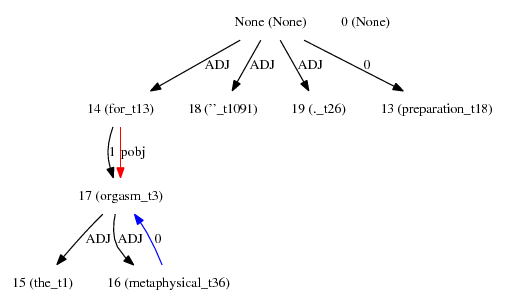 None (None) 0 (None)
ADJ ADJ ADJ 0
14 (for_t13) 18 (''_t1091) 19 (._t26) 13 (preparation_t18)
1 pobj
17 (orgasm_t3)
ADJ ADJ 0
15 (the_t1) 16 (metaphysical_t36)